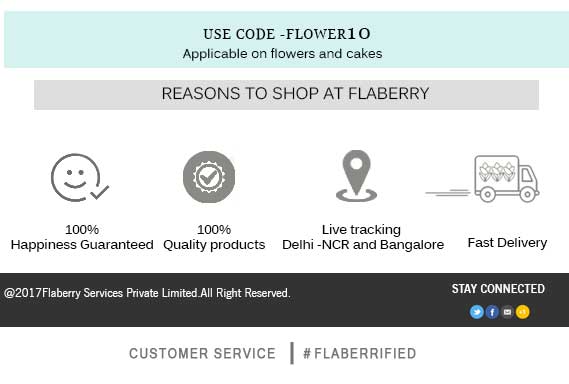 USE CODE -FLOWER10
Applicable on flowers and cakes
REASONS TO SHOP AT FLABERRY
100%
Happiness Guaranteed
100%
Quality products
Live tracking
Delhi -NCR and Bangalore
Fast Delivery
@2017Flaberry Services Private Limited.All Right Reserved.
STAY CONNECTED
CUSTOMER SERVICE | #FLABERRIFIED